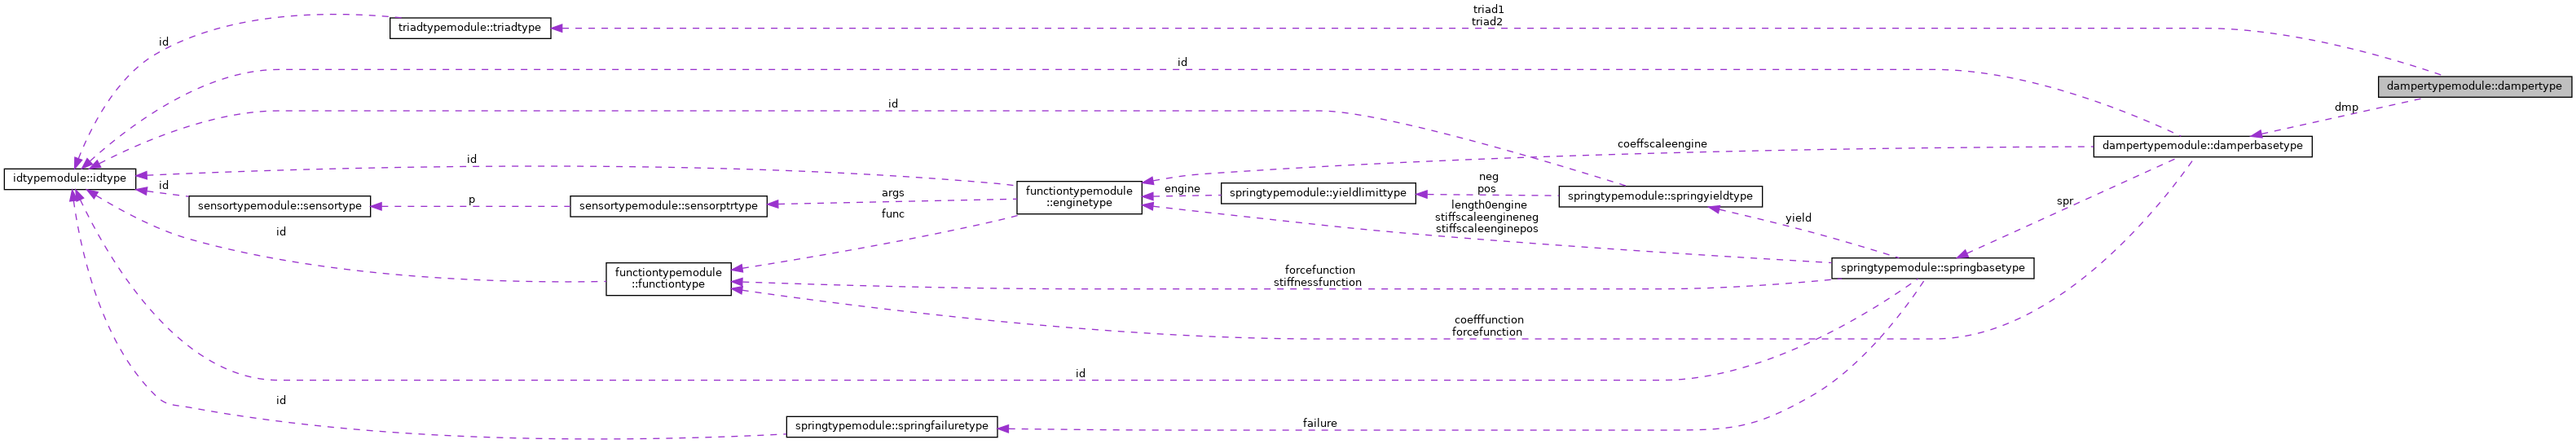 triad1
triad2
triadtypemodule::triadtype
id
id
dampertypemodule::dampertype
id
dmp
coeffscaleengine
dampertypemodule::damperbasetype
id
idtypemodule::idtype
id
neg
pos
engine
args
functiontypemodule
::enginetype
springtypemodule::yieldlimittype
springtypemodule::springyieldtype
p
sensortypemodule::sensortype
sensortypemodule::sensorptrtype
func
length0engine
stiffscaleengineneg
stiffscaleenginepos
spr
yield
id
functiontypemodule
::functiontype
forcefunction
stiffnessfunction
springtypemodule::springbasetype
coefffunction
forcefunction
id
id
springtypemodule::springfailuretype
failure